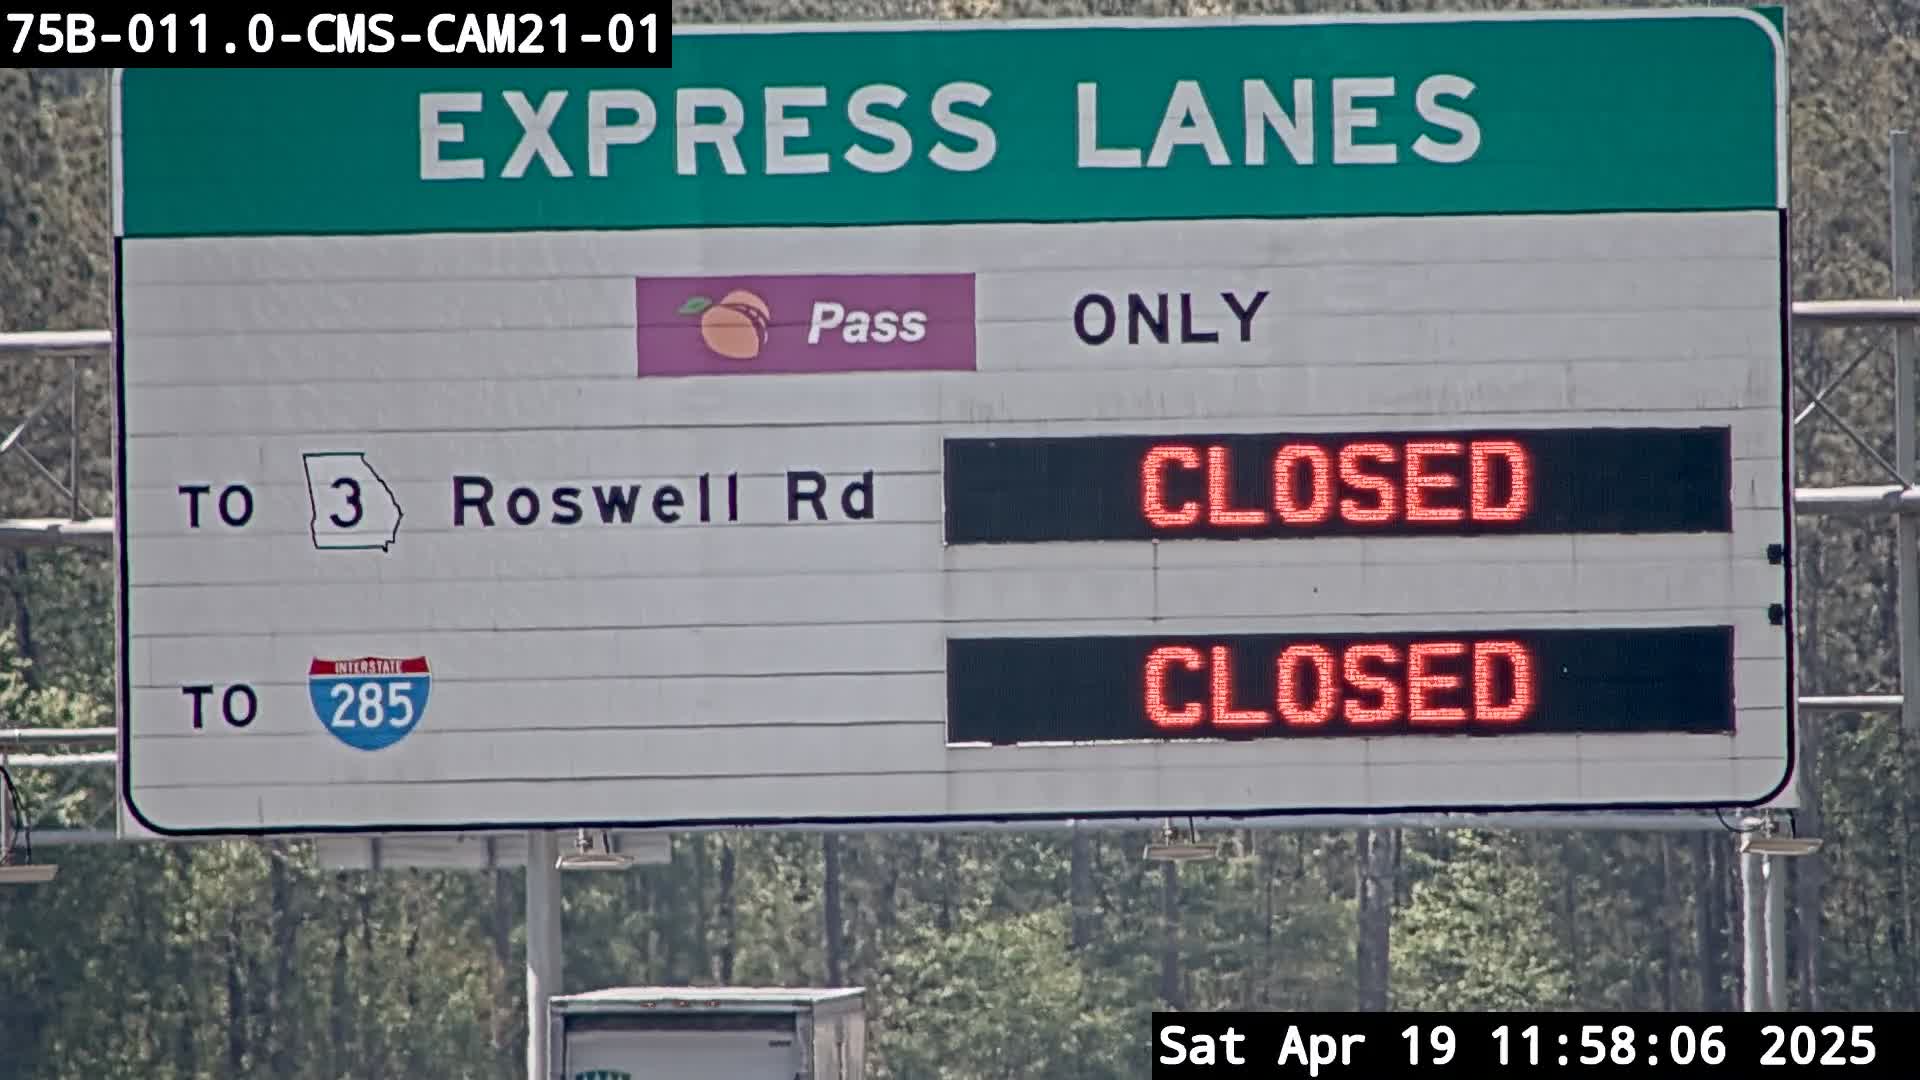 75B-011.0-CMS-CAM21-01
EXPRESS LANES
Pass ONLY
TO 3 Roswell Rd CLOSED
INTERSTATE
TO 285 CLOSED
Sat Apr 19 11:58:06 2025